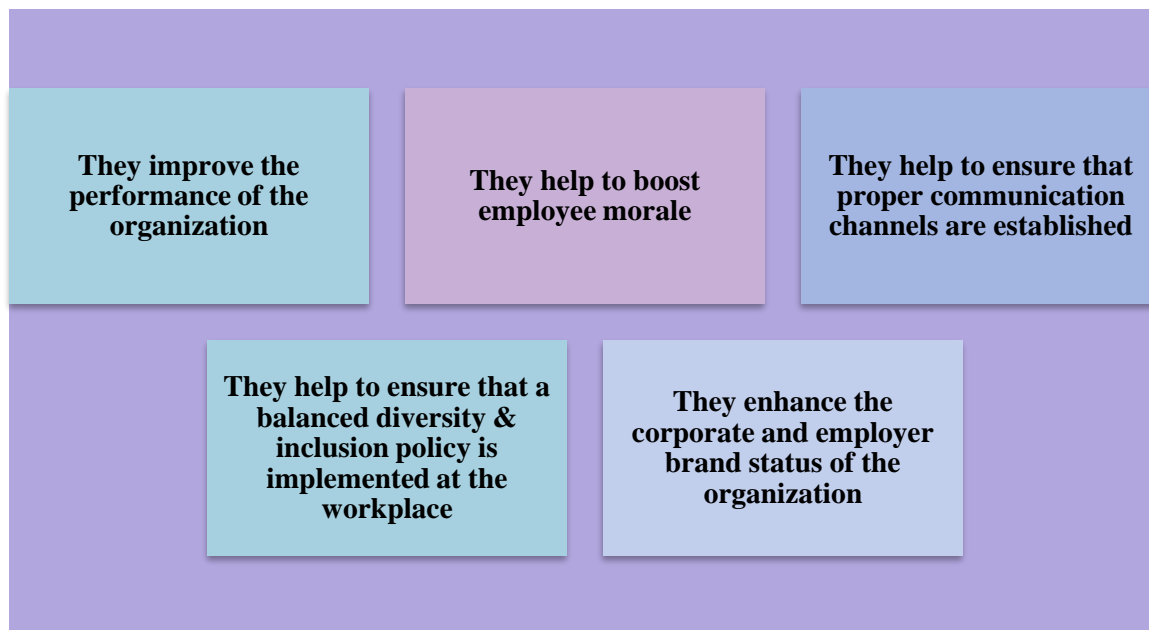 They improve the
performance of the
organization
They help to boost
employee morale
They help to ensure that
proper communication
channels are established
They help to ensure that a
balanced diversity &
inclusion policy is
implemented at the
workplace
They enhance the
corporate and employer
brand status of the
organization